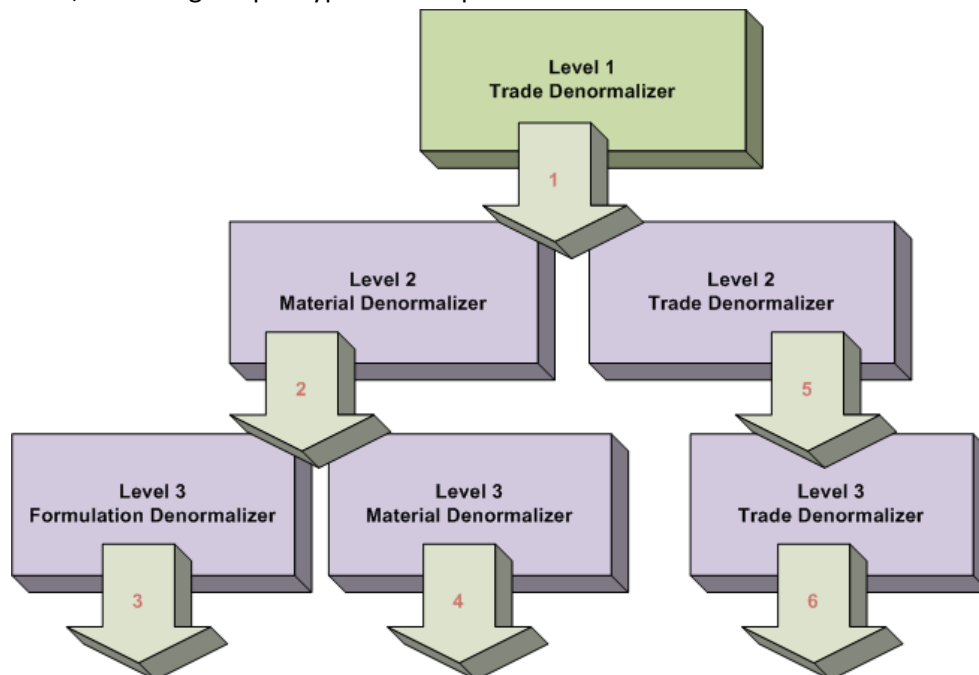 Level 1
Trade Denormalizer
1
Level 2
Material Denormalizer
Level 2
Trade Denormalizer
2
5
Level 3
Formulation Denormalizer
Level 3
Material Denormalizer
Level 3
Trade Denormalizer
3
4
6